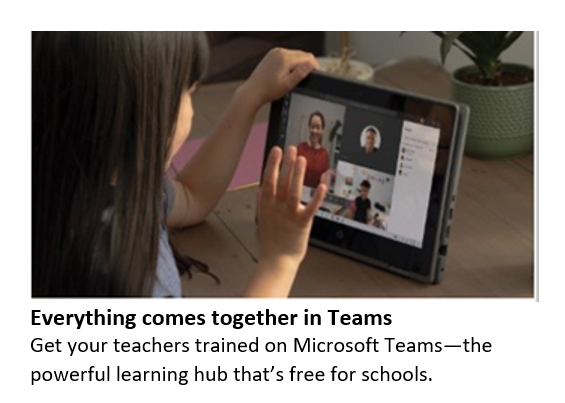 Everything comes together in Teams
Get your teachers trained on Microsoft Teams—the
powerful learning hub that’s free for schools.